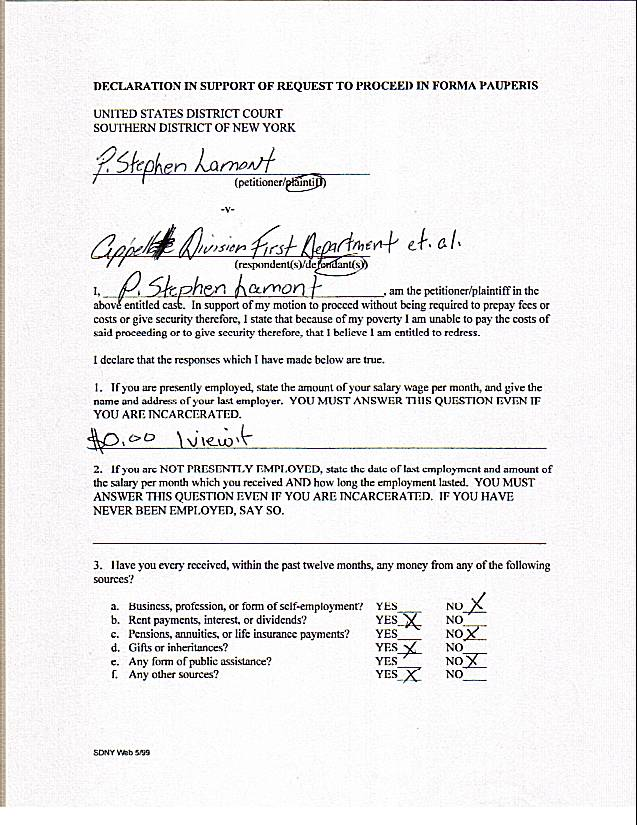 DECLARATION IN SUPPORT OF REQUEST TO PROCEED IN FORMA PAUPERIS
UNITED STATES DISTRICT COURT
SOUTHERN DISTRICT OF NEW YORK
P. Stephen Lamont
(petitioner/plaintiff)
-v-
Appellate Division First Department et. al.
(respondent(s)/defendant(s))
I, P. Stephen Lamont, am the petitioner/plaintiff in the
above entitled case. In support of my motion to proceed without being required to prepay fees or
costs or give security therefore, I state that because of my poverty I am unable to pay the costs of
said proceeding or to give security therefore, that I believe I am entitled to redress.
I declare that the responses which I have made below are true.
1. If you are presently employed, state the amount of your salary wage per month, and give the
name and address of your last employer. YOU MUST ANSWER THIS QUESTION EVEN IF
YOU ARE INCARCERATED.
$0.00 Iviewit
2. If you are NOT PRESENTLY EMPLOYED, state the date of last employment and amount of
the salary per month which you received AND how long the employment lasted. YOU MUST
ANSWER THIS QUESTION EVEN IF YOU ARE INCARCERATED. IF YOU HAVE
NEVER BEEN EMPLOYED, SAY SO.
3. Have you every received, within the past twelve months, any money from any of the following
sources?
a. Business, profession, or form of self-employment? YES NO X
b. Rent payments, interest, or dividends? YES X NO
c. Pensions, annuities, or life insurance payments? YES NO X
d. Gifts or inheritances? YES X NO
e. Any form of public assistance? YES NO X
f. Any other sources? YES X NO
SDNY Web 5/99